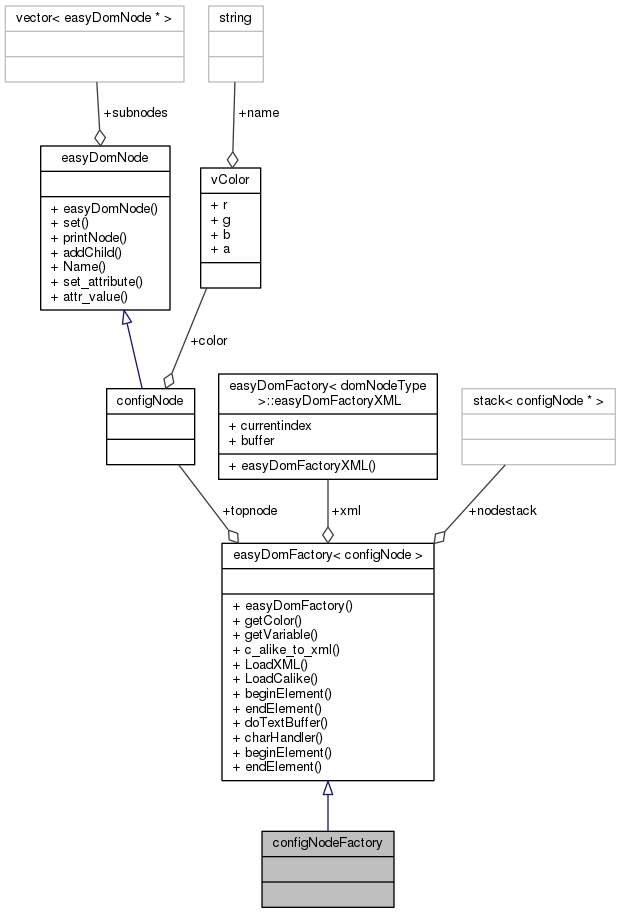 vector< easyDomNode * >
string
+subnodes
+name
easyDomNode
+ easyDomNode()
+ set()
+ printNode()
+ addChild()
+ Name()
+ set_attribute()
+ attr_value()
vColor
+ r
+ g
+ b
+ a
+color
configNode
easyDomFactory< domNodeType
>::easyDomFactoryXML
+ currentindex
+ buffer
+ easyDomFactoryXML()
stack< configNode * >
+topnode
+xml
+nodestack
easyDomFactory< configNode >
+ easyDomFactory()
+ getColor()
+ getVariable()
+ c_alike_to_xml()
+ LoadXML()
+ LoadCalike()
+ beginElement()
+ endElement()
+ doTextBuffer()
+ charHandler()
+ beginElement()
+ endElement()
configNodeFactory